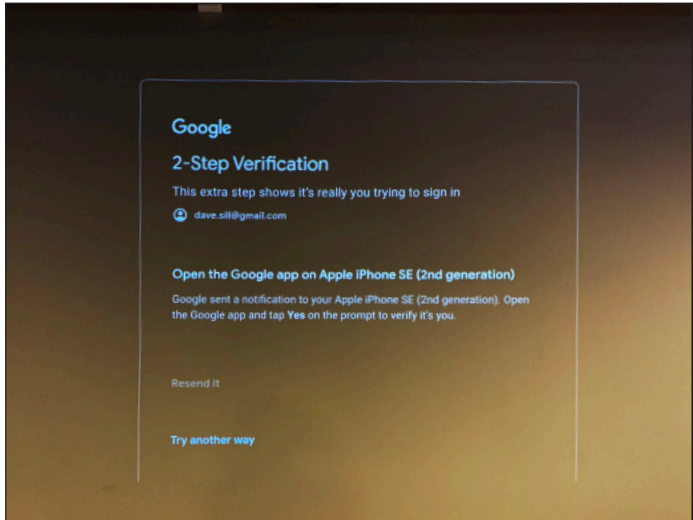 Google
2-Step Verification
This extra step shows it's really you trying to sign in
dave.sill@gmail.com
Open the Google app on Apple iPhone SE (2nd generation)
Google sent a notification to your Apple iPhone SE (2nd generation). Open
the Google app and tap Yes on the prompt to verify it's you.
Resend it
Try another way